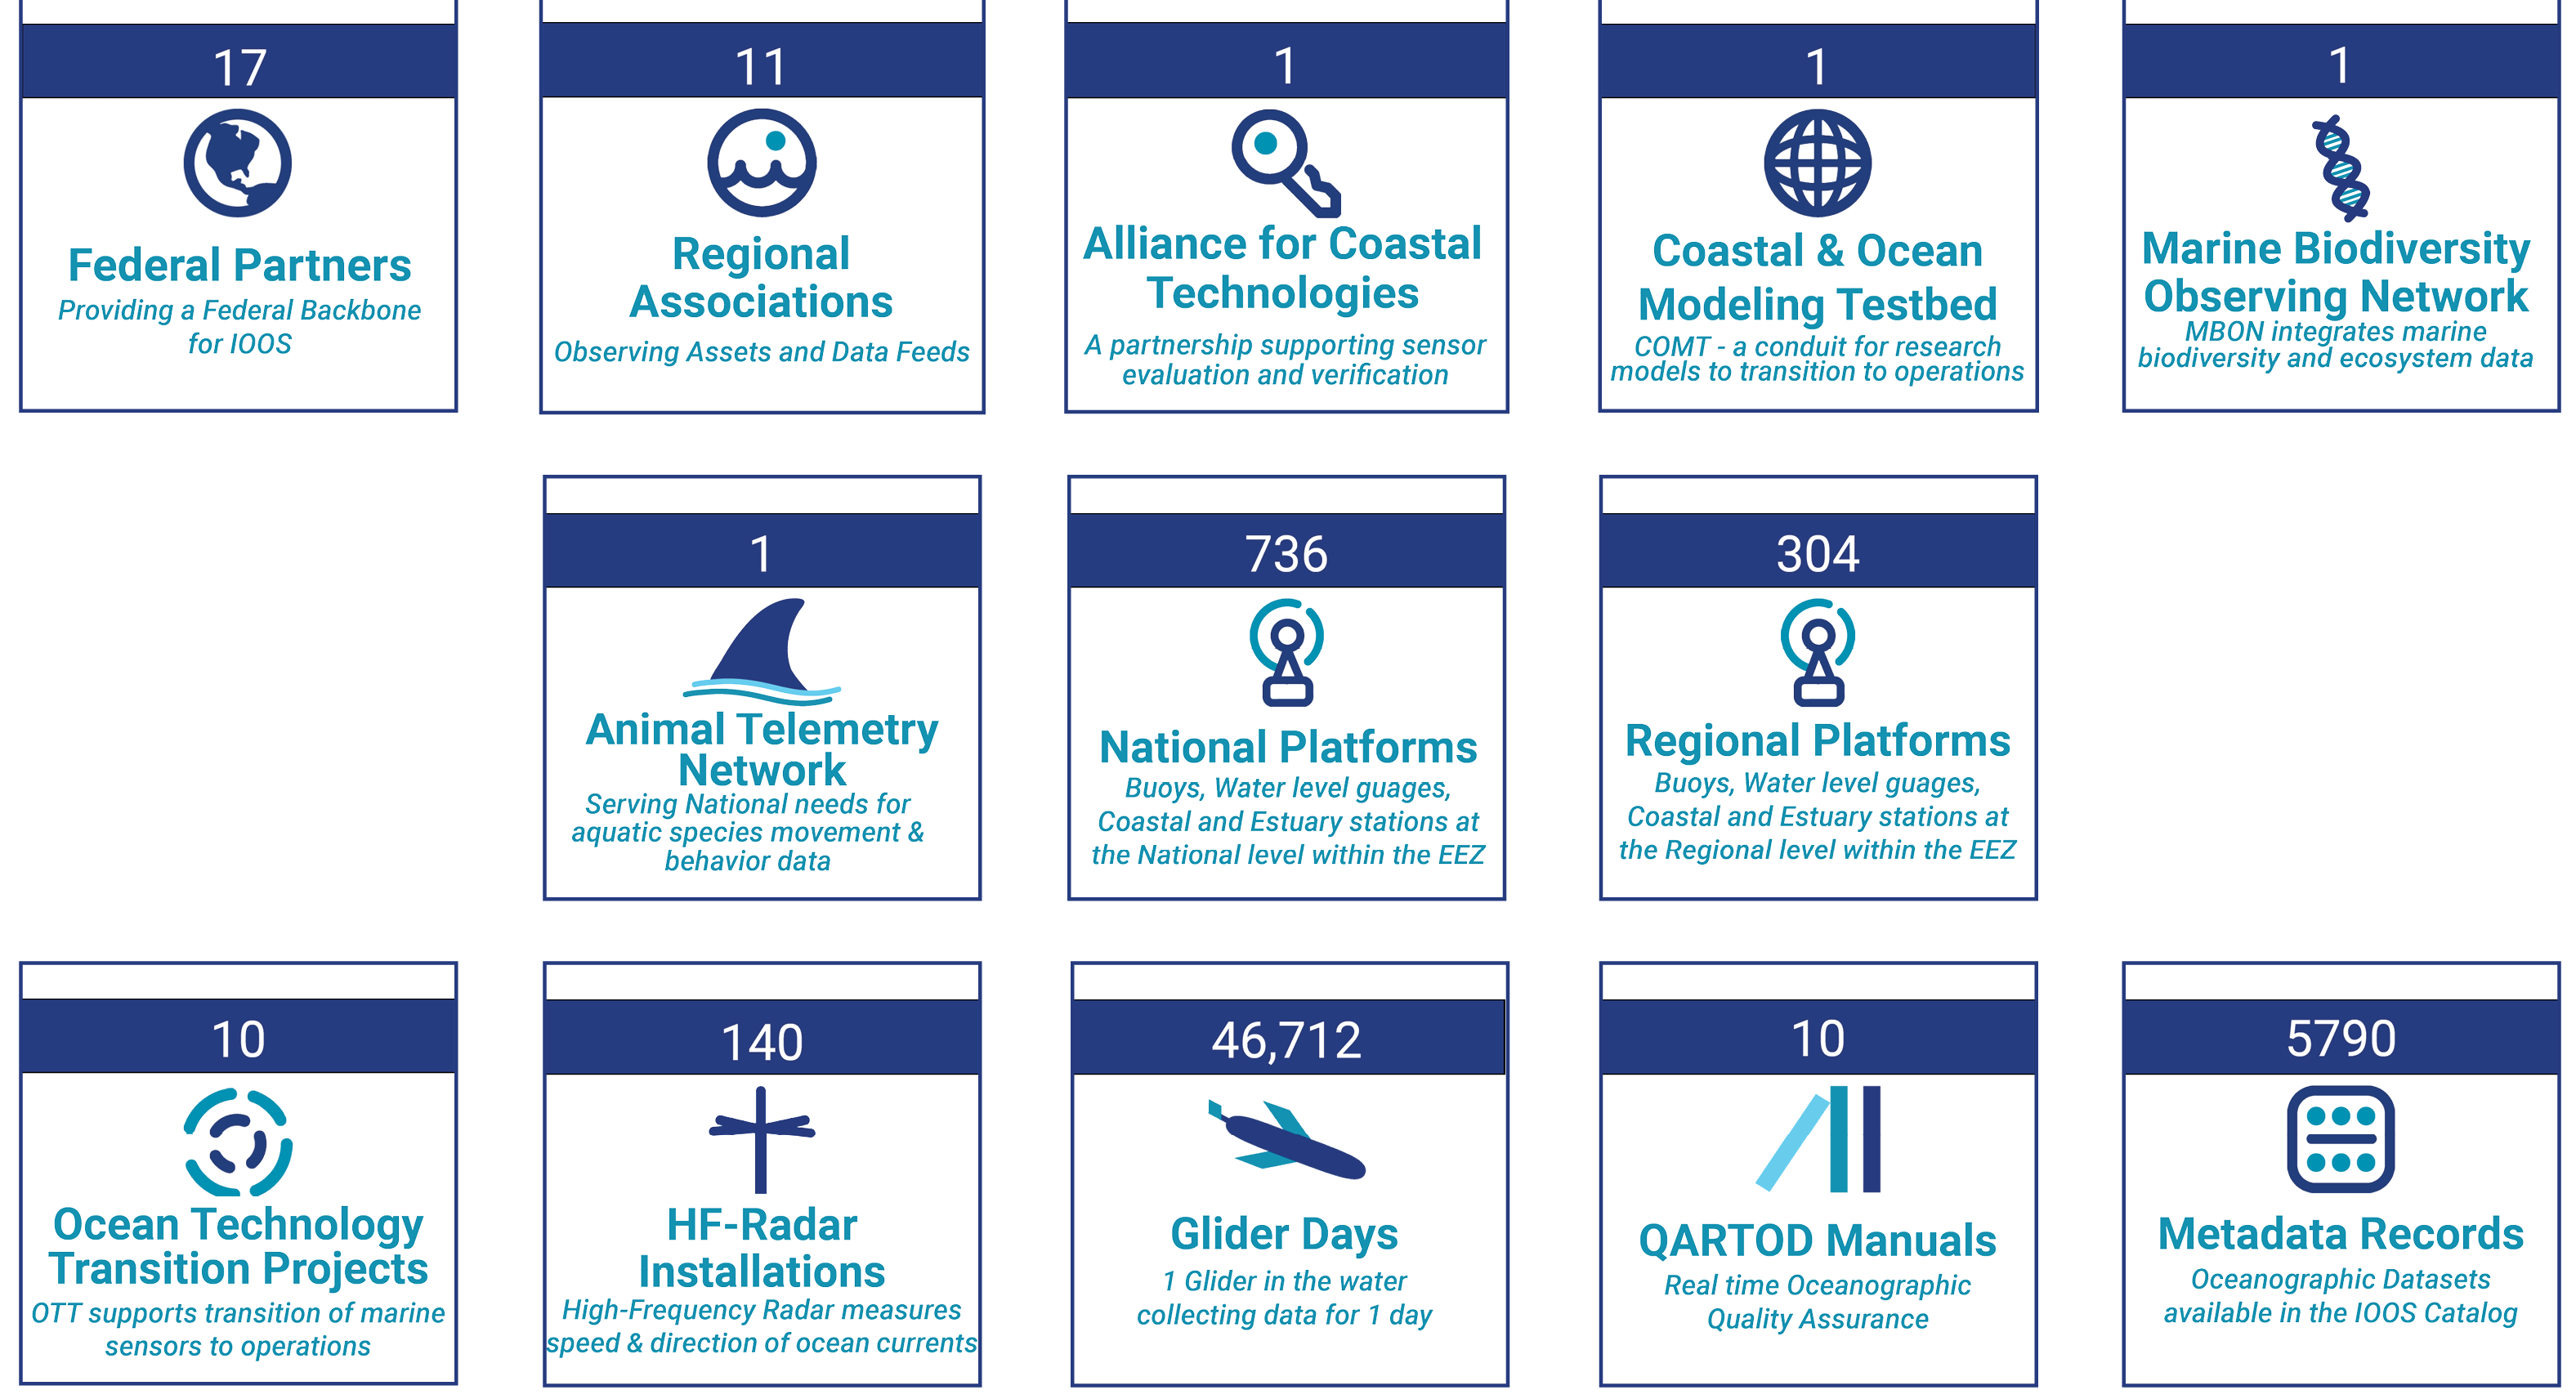 17
Federal Partners
Providing a Federal Backbone
for IOOS
11
Regional
Associations
Observing Assets and Data Feeds
1
Alliance for Coastal
Technologies
A partnership supporting sensor
evaluation and verification
1
Coastal & Ocean
Modeling Testbed
COMT - a conduit for research
models to transition to operations
1
Marine Biodiversity
Observing Network
MBON integrates marine
biodiversity and ecosystem data
1
Animal Telemetry
Network
Serving National needs for
aquatic species movement &
behavior data
736
National Platforms
Buoys, Water level guages,
Coastal and Estuary stations at
the National level within the EEZ
304
Regional Platforms
Buoys, Water level guages,
Coastal and Estuary stations at
the Regional level within the EEZ
10
Ocean Technology
Transition Projects
OTT supports transition of marine
sensors to operations
140
HF-Radar
Installations
High-Frequency Radar measures
speed & direction of ocean currents
46,712
Glider Days
1 Glider in the water
collecting data for 1 day
10
QARTOD Manuals
Real time Oceanographic
Quality Assurance
5790
Metadata Records
Oceanographic Datasets
available in the IOOS Catalog